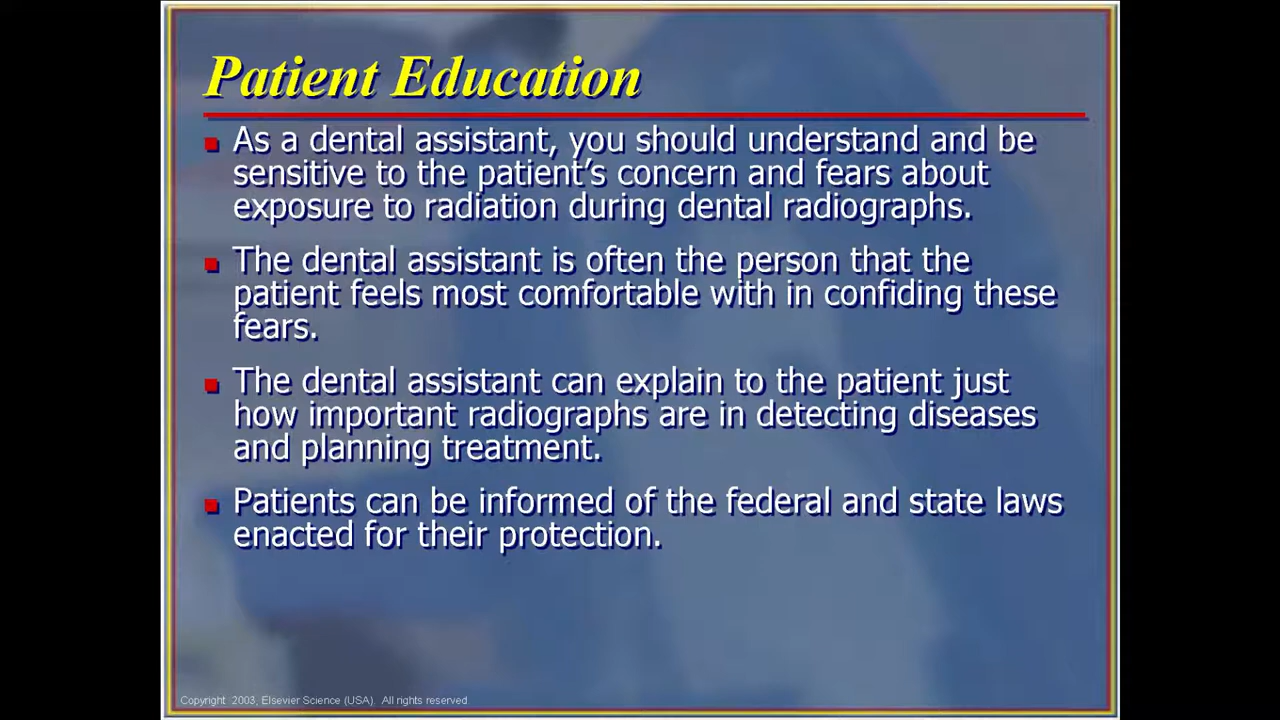 Patient Education
As a dental assistant, you should understand and be
sensitive to the patient’s concern and fears about
exposure to radiation during dental radiographs.
The dental assistant is often the person that the
patient feels most comfortable with in confiding these
fears.
The dental assistant can explain to the patient just
how important radiographs are in detecting diseases
and planning treatment.
Patients can be informed of the federal and state laws
enacted for their protection.
Copyright 2003, Elsevier Science (USA). All rights reserved